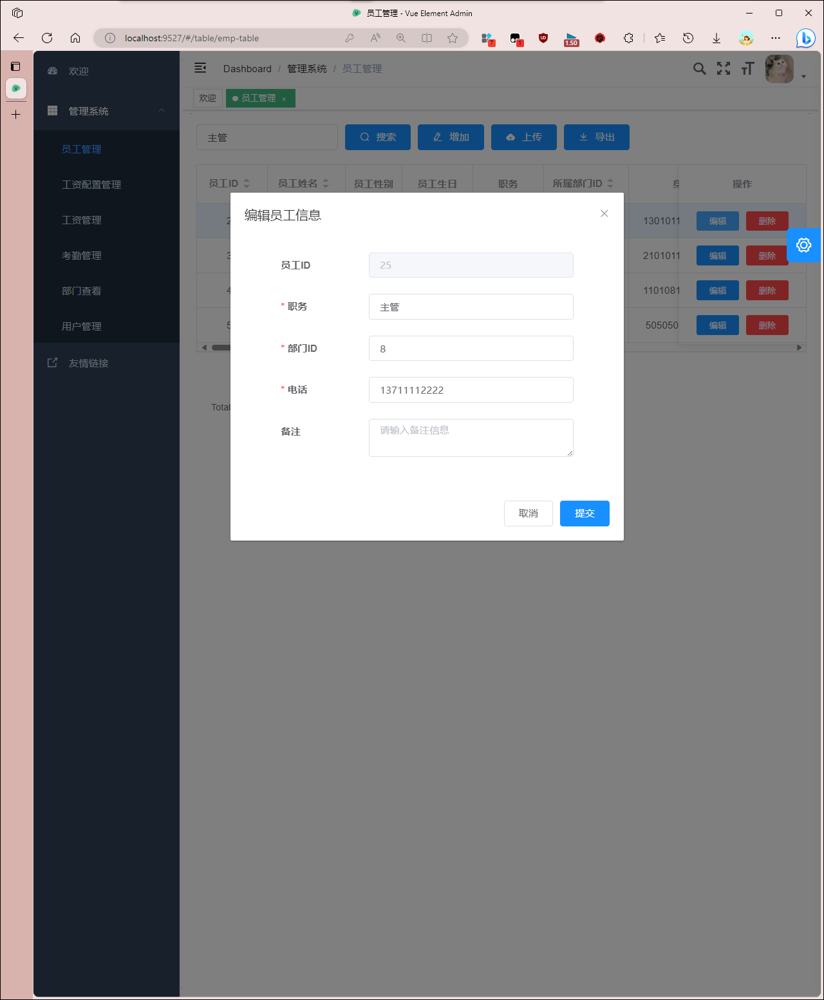 员工管理 - Vue Element Admin
localhost:9527/#/table/emp-table
7
1
1.50
欢迎
Dashboard / 管理系统 / 员工管理
管理系统
欢迎
员工管理 ×
主管
搜索
增加
上传
导出
员工管理
工资配置管理
工资管理
考勤管理
部门查看
用户管理
友情链接
员工ID 员工姓名 员工性别 员工生日 职务 所属部门ID 操作
2 1301011 编辑 删除
3 2101011 编辑 删除
4 1101081 编辑 删除
5 505050 编辑 删除
Total
编辑员工信息
员工ID 25
* 职务 主管
* 部门ID 8
* 电话 13711112222
备注 请输入备注信息
取消 提交